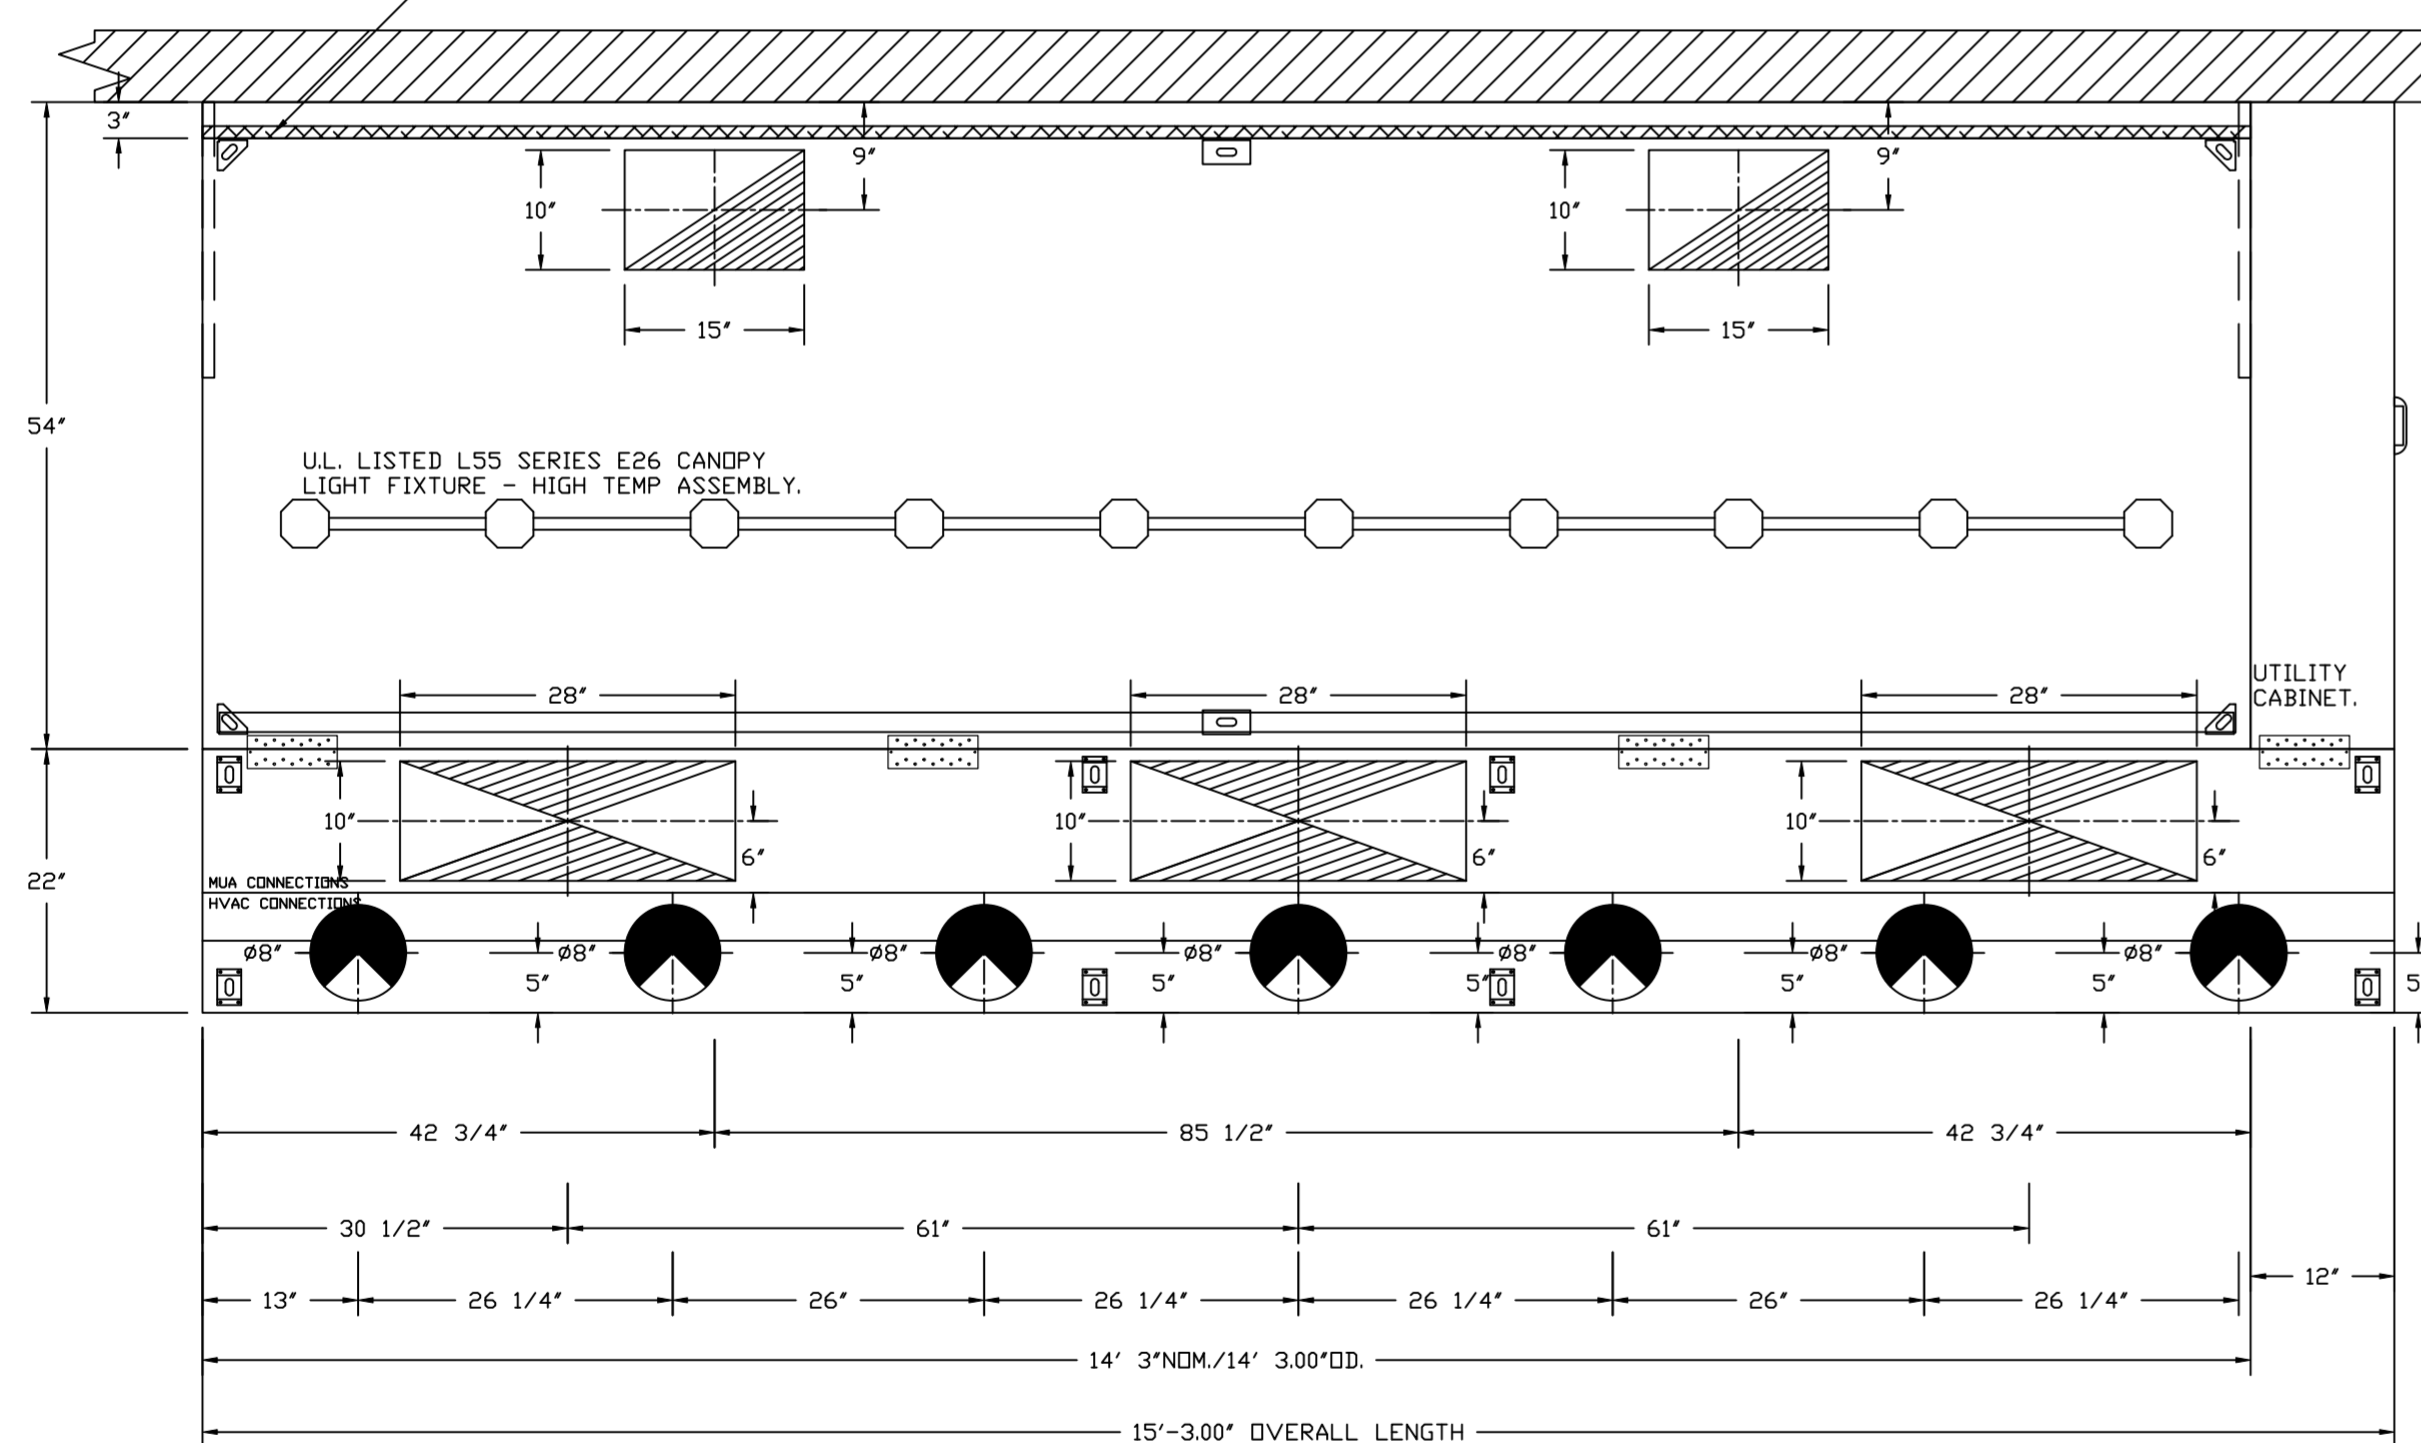 3"
9"
9"
10"
10"
15"
15"
54"
U.L. LISTED L55 SERIES E26 CANOPY
LIGHT FIXTURE - HIGH TEMP ASSEMBLY.
UTILITY
CABINET.
28"
28"
28"
10"
10"
10"
6"
6"
6"
22"
MUA CONNECTIONS
HVAC CONNECTIONS
ø8"
ø8"
ø8"
ø8"
ø8"
ø8"
ø8"
5"
5"
5"
5"
5"
5"
5
42 3/4"
85 1/2"
42 3/4"
30 1/2"
61"
61"
12"
13"
26 1/4"
26"
26 1/4"
26 1/4"
26"
26 1/4"
14' 3"NOM./14' 3.00"OD.
15'-3.00" OVERALL LENGTH